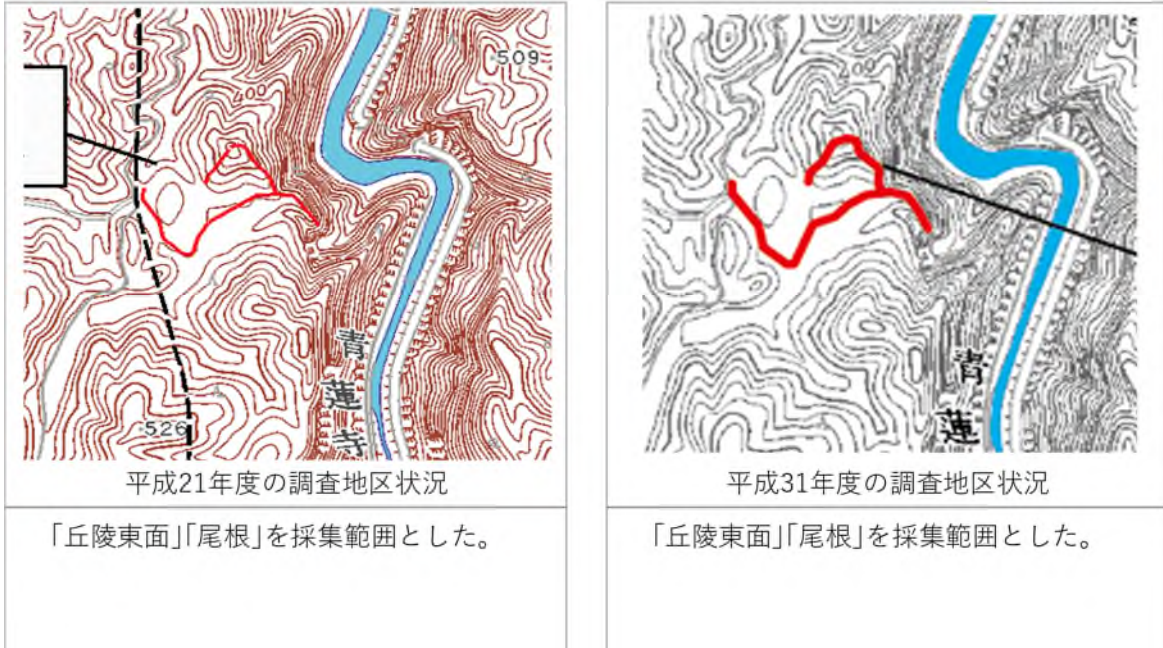 509
200
526
青
蓮
寺
平成21年度の調査地区状況
「丘陵東面」「尾根」を採集範囲とした。
200
青
蓮
平成31年度の調査地区状況
「丘陵東面」「尾根」を採集範囲とした。